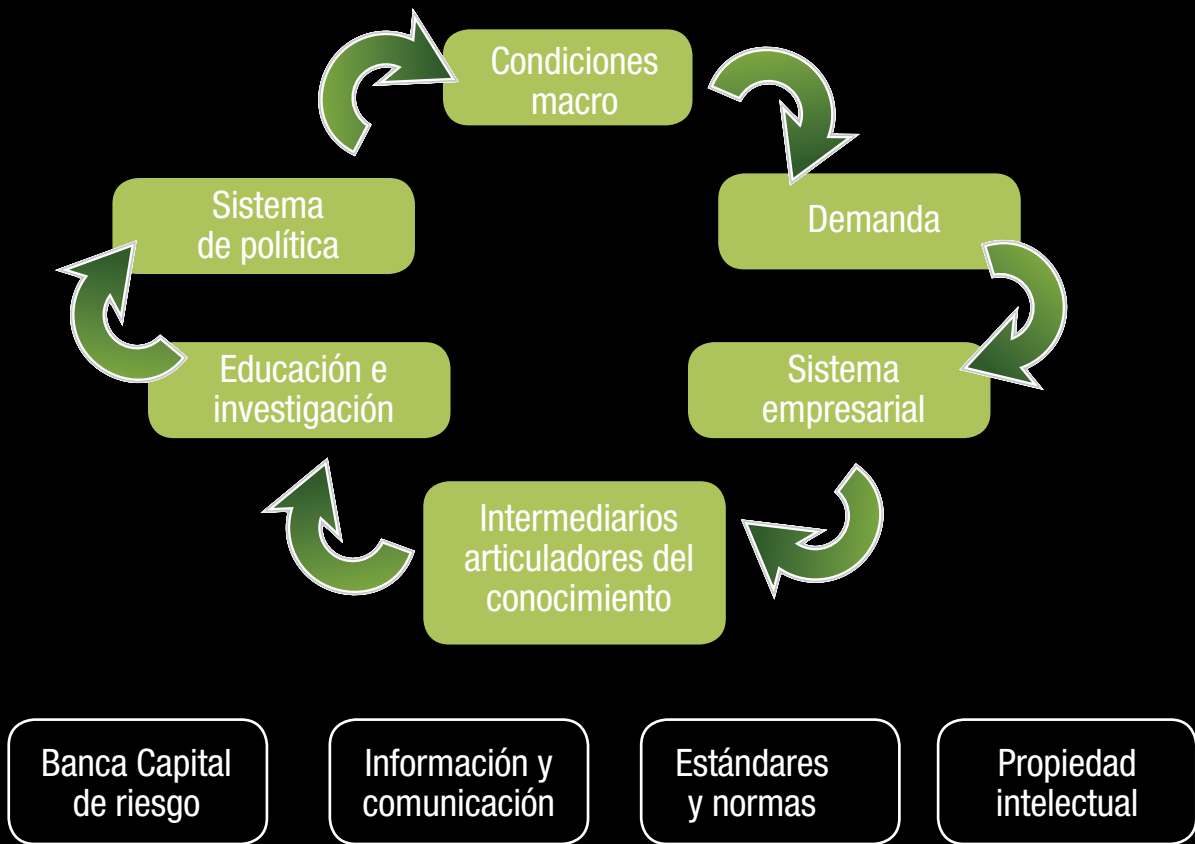 Condiciones
macro
Sistema
de política
Demanda
Educación e
investigación
Sistema
empresarial
Intermediarios
articuladores del
conocimiento
Banca Capital
de riesgo
Información y
comunicación
Estándares
y normas
Propiedad
intelectual